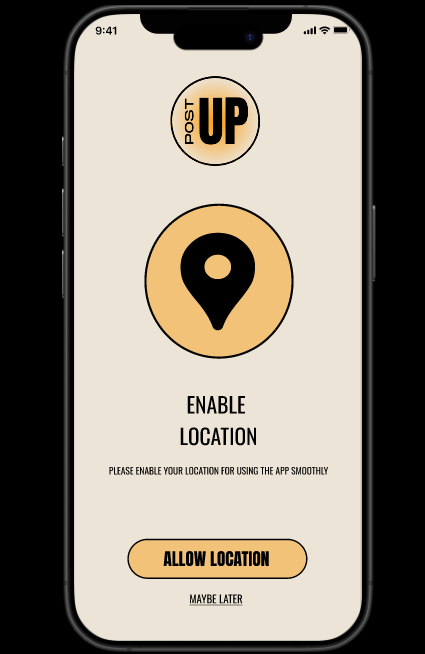 9:41
POST
UP
ENABLE
LOCATION
PLEASE ENABLE YOUR LOCATION FOR USING THE APP SMOOTHLY
ALLOW LOCATION
MAYBE LATER